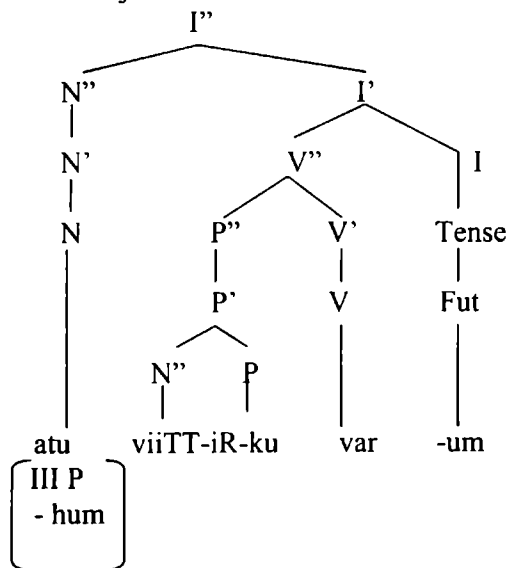 I”
N” I’
N’ V” I
N P” V’ Tense
P’ V Fut
N” P
atu viiTT-iR-ku var -um
III P
- hum